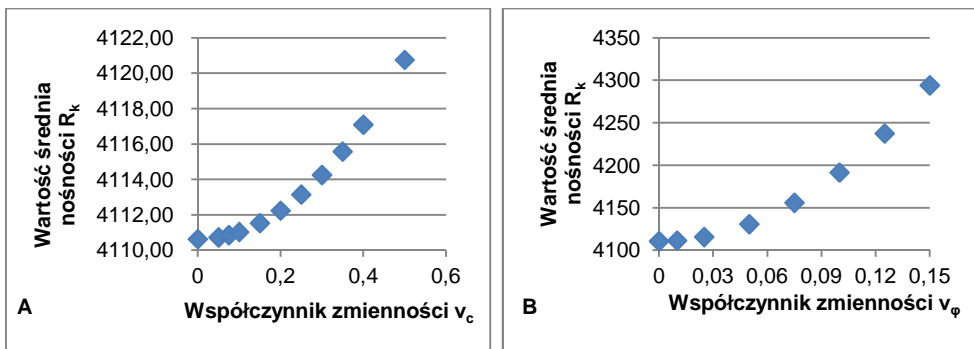 Wartość średnia
nośności Rₖ
4122,00
4120,00
4118,00
4116,00
4114,00
4112,00
4110,00
0
0,2
0,4
0,6
A
Współczynnik zmienności v_c
Wartość średnia
nośności Rₖ
4350
4300
4250
4200
4150
4100
0
0,03
0,06
0,09
0,12
0,15
B
Współczynnik zmienności vᵩ